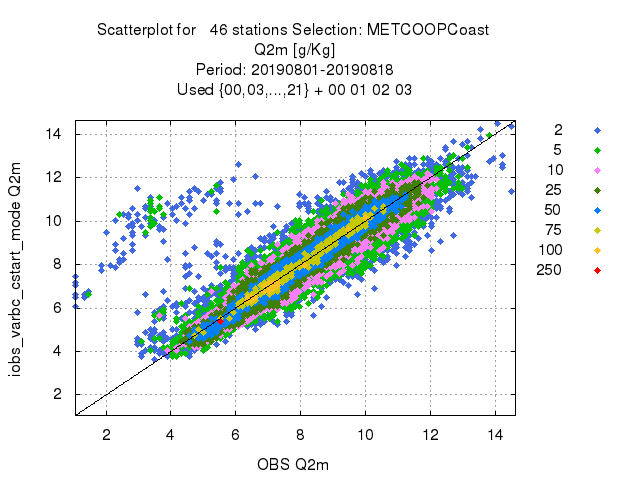 Scatterplot for 46 stations Selection: METCOOPCoast
Q2m [g/Kg]
Period: 20190801-20190818
Used {00,03,...,21} + 00 01 02 03
14
12
10
8
6
4
2
2 4 6 8 10 12 14
iobs_varbc_cstart_mode Q2m
OBS Q2m
2
5
10
25
50
75
100
250